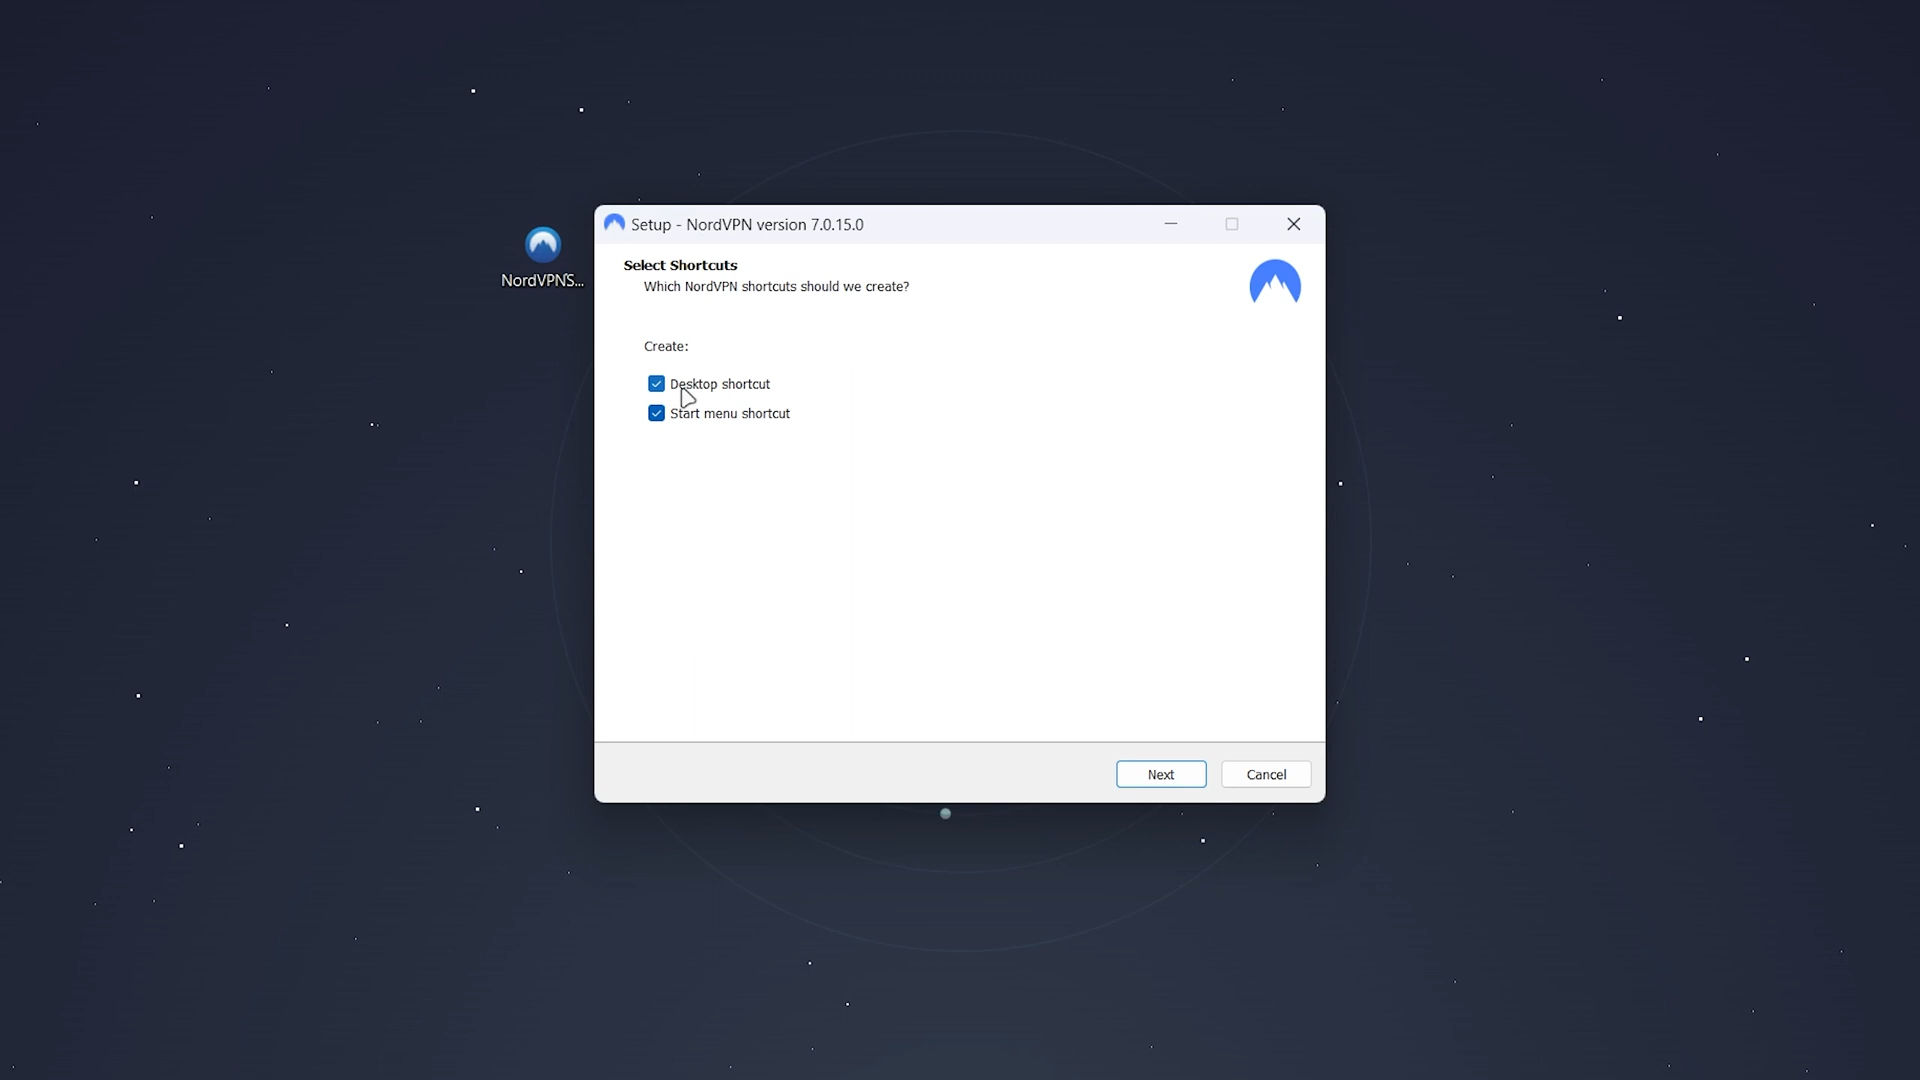 Setup - NordVPN version 7.0.15.0
Select Shortcuts
Which NordVPN shortcuts should we create?
NordVPNS...
Create:
Desktop shortcut
Start menu shortcut
Next
Cancel